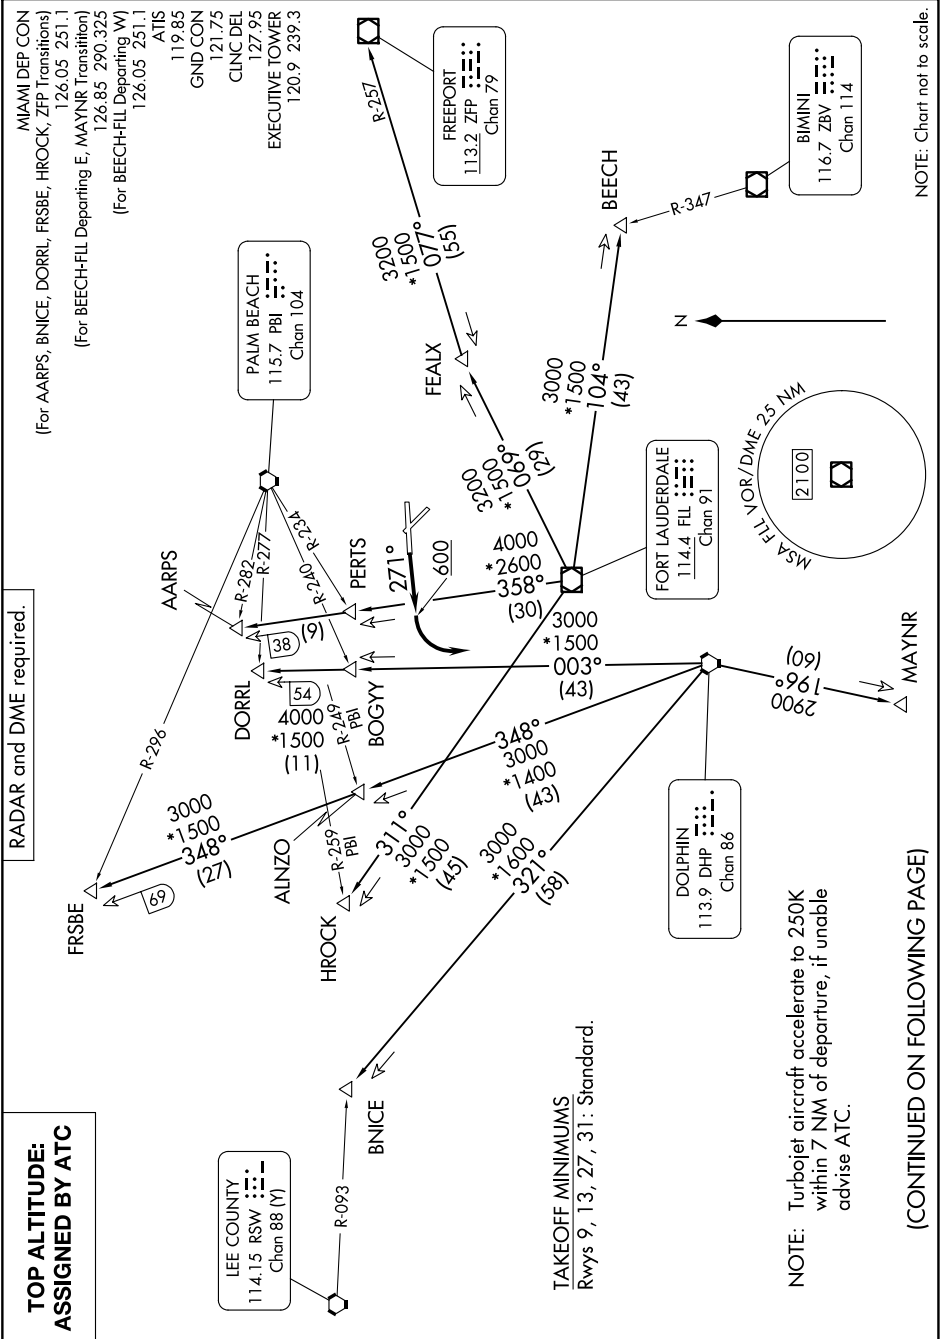 TOP ALTITUDE:
ASSIGNED BY ATC
RADAR and DME required.
MIAMI DEP CON
(For AARPS, BNICE, DORRL, FRSBE, HROCK, ZFP Transitions)
126.05 251.1
(For BEECH-FLL Departing E, MAYNR Transition)
126.85 290.325
(For BEECH-FLL Departing W)
126.05 251.1
ATIS
119.85
GND CON
121.75
CLNC DEL
127.95
EXECUTIVE TOWER
120.9 239.3
FRSBE
69
R-296
3000
*1500
348°
(27)
AARPS
R-282
R-277
R-234
R-240
38
(9)
DORRL
54
4000
*1500
(11)
PALM BEACH
115.7 PBI
Chan 104
FREEPORT
113.2 ZFP
Chan 79
R-257
3200
*1500
077°
(55)
FEALX
3200
*1500
069°
(29)
LEE COUNTY
114.15 RSW
Chan 88 (Y)
R-093
BNICE
HROCK
R-259
PBI
ALNZO
R-249
PBI
BOGYY
PERTS
271°
600
4000
*2600
358°
(30)
311°
3000
*1500
(45)
348°
3000
*1400
(43)
3000
*1500
003°
(43)
3000
*1600
321°
(58)
3000
*1500
104°
(43)
BEECH
R-347
BIMINI
116.7 ZBV
Chan 114
FORT LAUDERDALE
114.4 FLL
Chan 91
DOLPHIN
113.9 DHP
Chan 86
2900
196°
(60)
MAYNR
N
MSA FLL VOR/DME 25 NM
2100
TAKEOFF MINIMUMS
Rwys 9, 13, 27, 31: Standard.
NOTE: Turbojet aircraft accelerate to 250K
within 7 NM of departure, if unable
advise ATC.
(CONTINUED ON FOLLOWING PAGE)
NOTE: Chart not to scale.